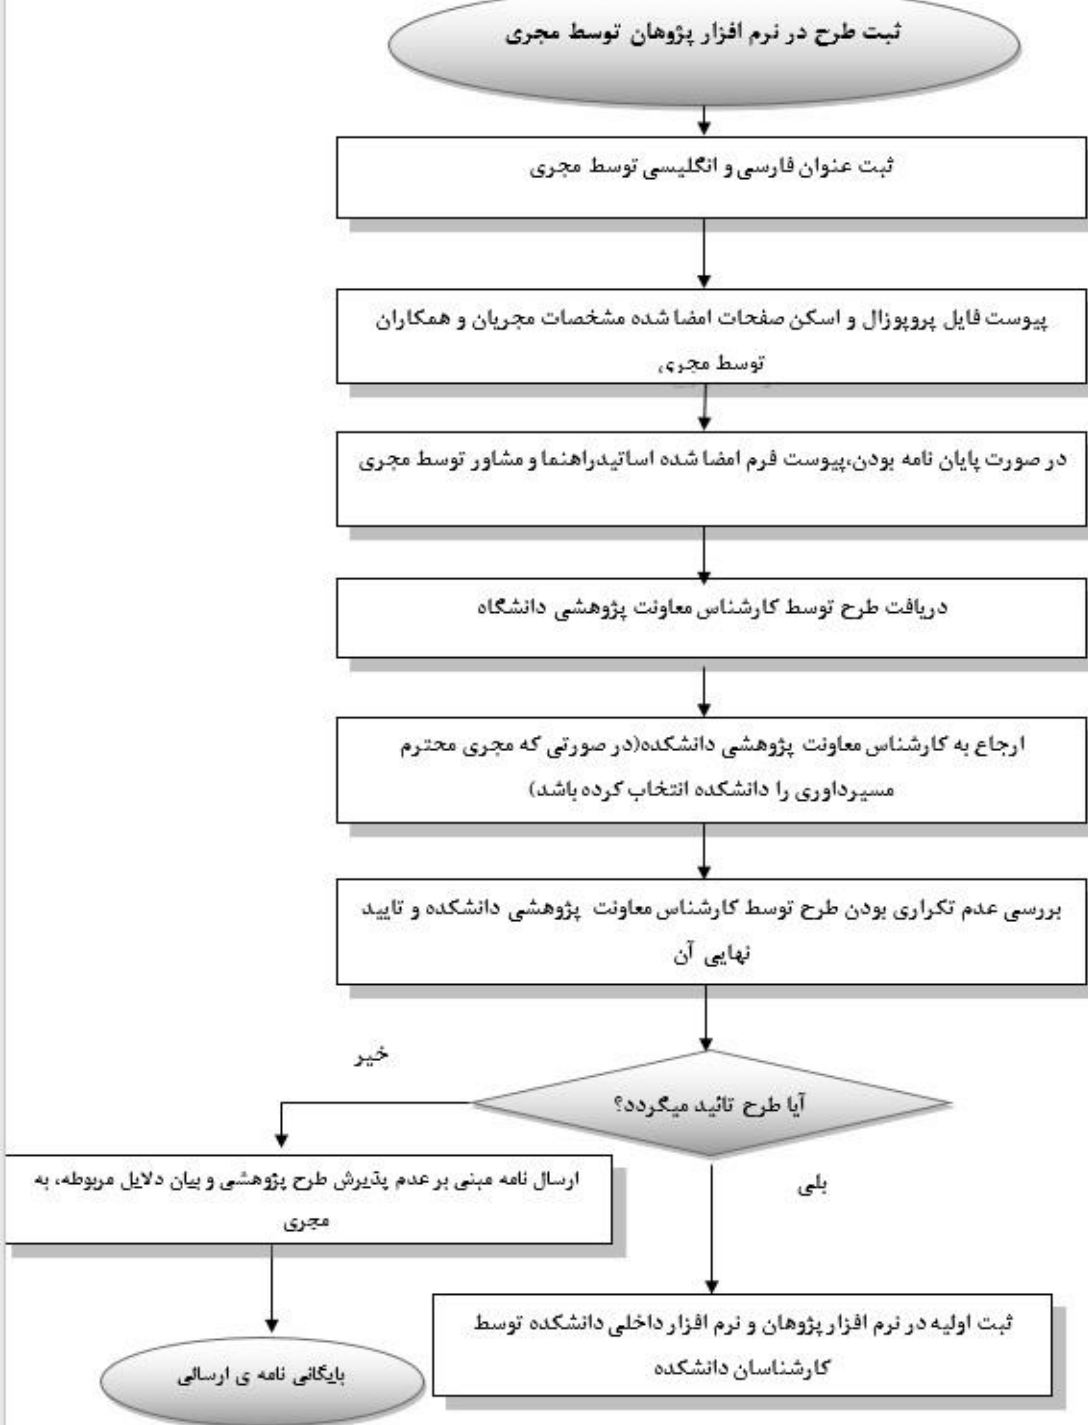 ثبت طرح در نرم افزار پژوهان توسط مجری
ثبت عنوان فارسی و انگلیسی توسط مجری
پیوست فایل پروپوزال و اسکن صفحات امضا شده مشخصات مجریان و همکاران
توسط مجری
در صورت پایان نامه بودن،پیوست فرم امضا شده اساتیدراهنما و مشاور توسط مجری
دریافت طرح توسط کارشناس معاونت پژوهشی دانشگاه
ارجاع به کارشناس معاونت پژوهشی دانشکده(در صورتی که مجری محترم
مسیرداوری را دانشکده انتخاب کرده باشد)
بررسی عدم تکراری بودن طرح توسط کارشناس معاونت پژوهشی دانشکده و تایید
نهایی آن
آیا طرح تائید میگردد؟
خیر
بلی
ارسال نامه مبنی بر عدم پذیرش طرح پژوهشی و بیان دلایل مربوطه، به
مجری
ثبت اولیه در نرم افزار پژوهان و نرم افزار داخلی دانشکده توسط
کارشناسان دانشکده
بایگانی نامه ی ارسالی